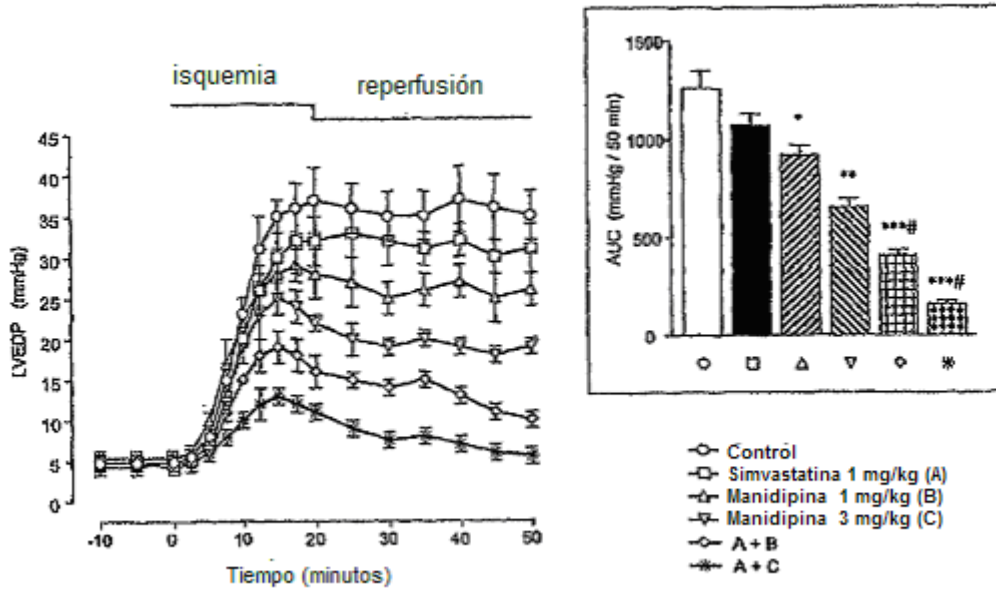 isquemia
reperfusión
45
40
35
30
25
20
15
10
5
0
LVEDP (mmHg)
-10 0 10 20 30 40 50
Tiempo (minutos)
1500
1000
500
0
AUC (mmHg / 50 min)
*
**
***#
***#
Contról
Simvastatina 1 mg/kg (A)
Manidipina 1 mg/kg (B)
Manidipina 3 mg/kg (C)
A + B
A + C